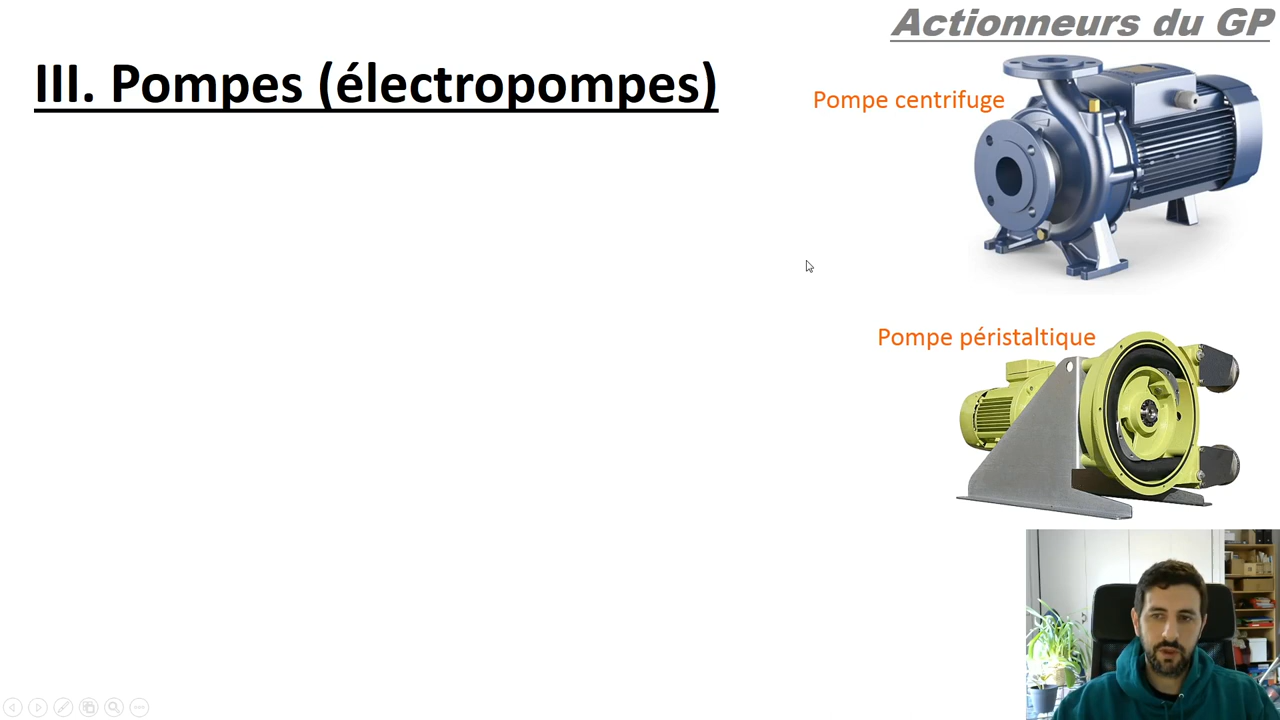 Actionneurs du GP
III. Pompes (électropompes)
Pompe centrifuge
Pompe péristaltique